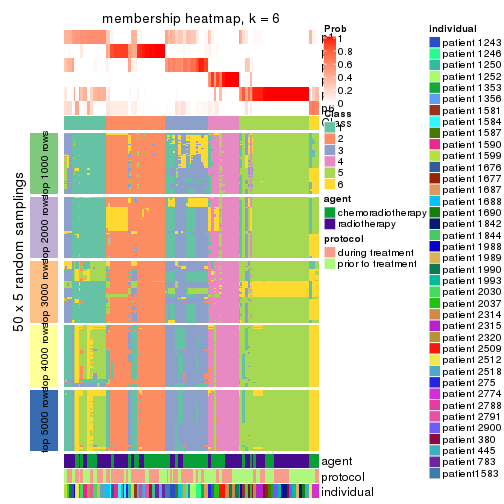 membership heatmap, k = 6
50 x 5 random samplings
top 1000 rows
top 2000 rows
top 3000 rows
top 4000 rows
top 5000 rows
agent
protocol
individual
Prob
1
0.8
0.6
0.4
0.2
0
Class
1
2
3
4
5
6
agent
chemoradiotherapy
radiotherapy
protocol
during treatment
prior to treatment
individual
patient 1243
patient 1246
patient 1250
patient 1252
patient 1353
patient 1356
patient 1581
patient 1584
patient 1587
patient 1590
patient 1599
patient 1676
patient 1677
patient 1687
patient 1688
patient 1690
patient 1842
patient 1844
patient 1988
patient 1989
patient 1990
patient 1993
patient 2030
patient 2037
patient 2314
patient 2315
patient 2320
patient 2509
patient 2512
patient 2518
patient 275
patient 2774
patient 2788
patient 2791
patient 2900
patient 380
patient 445
patient 783
patient1583